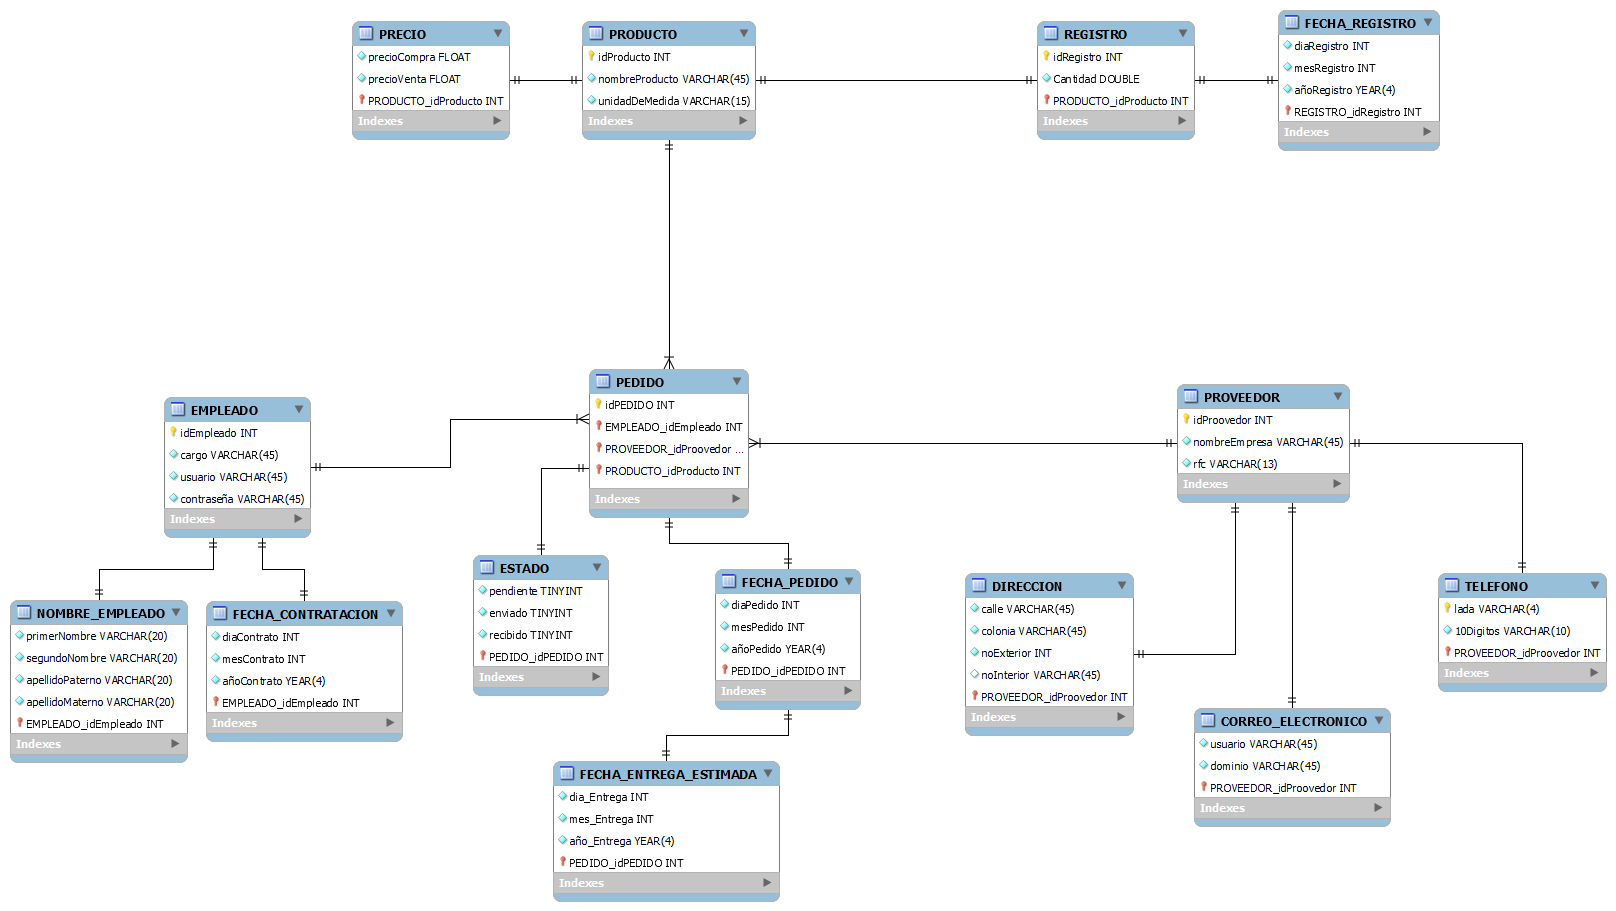 PRECIO
precioCompra FLOAT
precioVenta FLOAT
PRODUCTO_idProducto INT
Indexes
PRODUCTO
idProducto INT
nombreProducto VARCHAR(45)
unidadDeMedida VARCHAR(15)
Indexes
REGISTRO
idRegistro INT
Cantidad DOUBLE
PRODUCTO_idProducto INT
Indexes
FECHA_REGISTRO
diaRegistro INT
mesRegistro INT
añoRegistro YEAR(4)
REGISTRO_idRegistro INT
Indexes
EMPLEADO
idEmpleado INT
cargo VARCHAR(45)
usuario VARCHAR(45)
contraseña VARCHAR(45)
Indexes
PEDIDO
idPEDIDO INT
EMPLEADO_idEmpleado INT
PROVEEDOR_idProovedor ...
PRODUCTO_idProducto INT
Indexes
PROVEEDOR
idProovedor INT
nombreEmpresa VARCHAR(45)
rfc VARCHAR(13)
Indexes
NOMBRE_EMPLEADO
primerNombre VARCHAR(20)
segundoNombre VARCHAR(20)
apellidoPaterno VARCHAR(20)
apellidoMaterno VARCHAR(20)
EMPLEADO_idEmpleado INT
Indexes
FECHA_CONTRATACION
diaContrato INT
mesContrato INT
añoContrato YEAR(4)
EMPLEADO_idEmpleado INT
Indexes
ESTADO
pendiente TINYINT
enviado TINYINT
recibido TINYINT
PEDIDO_idPEDIDO INT
Indexes
FECHA_PEDIDO
diaPedido INT
mesPedido INT
añoPedido YEAR(4)
PEDIDO_idPEDIDO INT
Indexes
DIRECCION
calle VARCHAR(45)
colonia VARCHAR(45)
noExterior INT
noInterior VARCHAR(45)
PROVEEDOR_idProovedor INT
Indexes
TELEFONO
lada VARCHAR(4)
10Digitos VARCHAR(10)
PROVEEDOR_idProovedor INT
Indexes
CORREO_ELECTRONICO
usuario VARCHAR(45)
dominio VARCHAR(45)
PROVEEDOR_idProovedor INT
Indexes
FECHA_ENTREGA_ESTIMADA
dia_Entrega INT
mes_Entrega INT
año_Entrega YEAR(4)
PEDIDO_idPEDIDO INT
Indexes